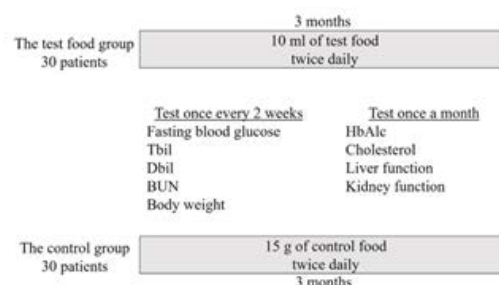 3 months
The test food group
30 patients
10 ml of test food
twice daily
Test once every 2 weeks
Fasting blood glucose
Tbil
Dbil
BUN
Body weight
Test once a month
HbAlc
Cholesterol
Liver function
Kidney function
The control group
30 patients
15 g of control food
twice daily
3 months